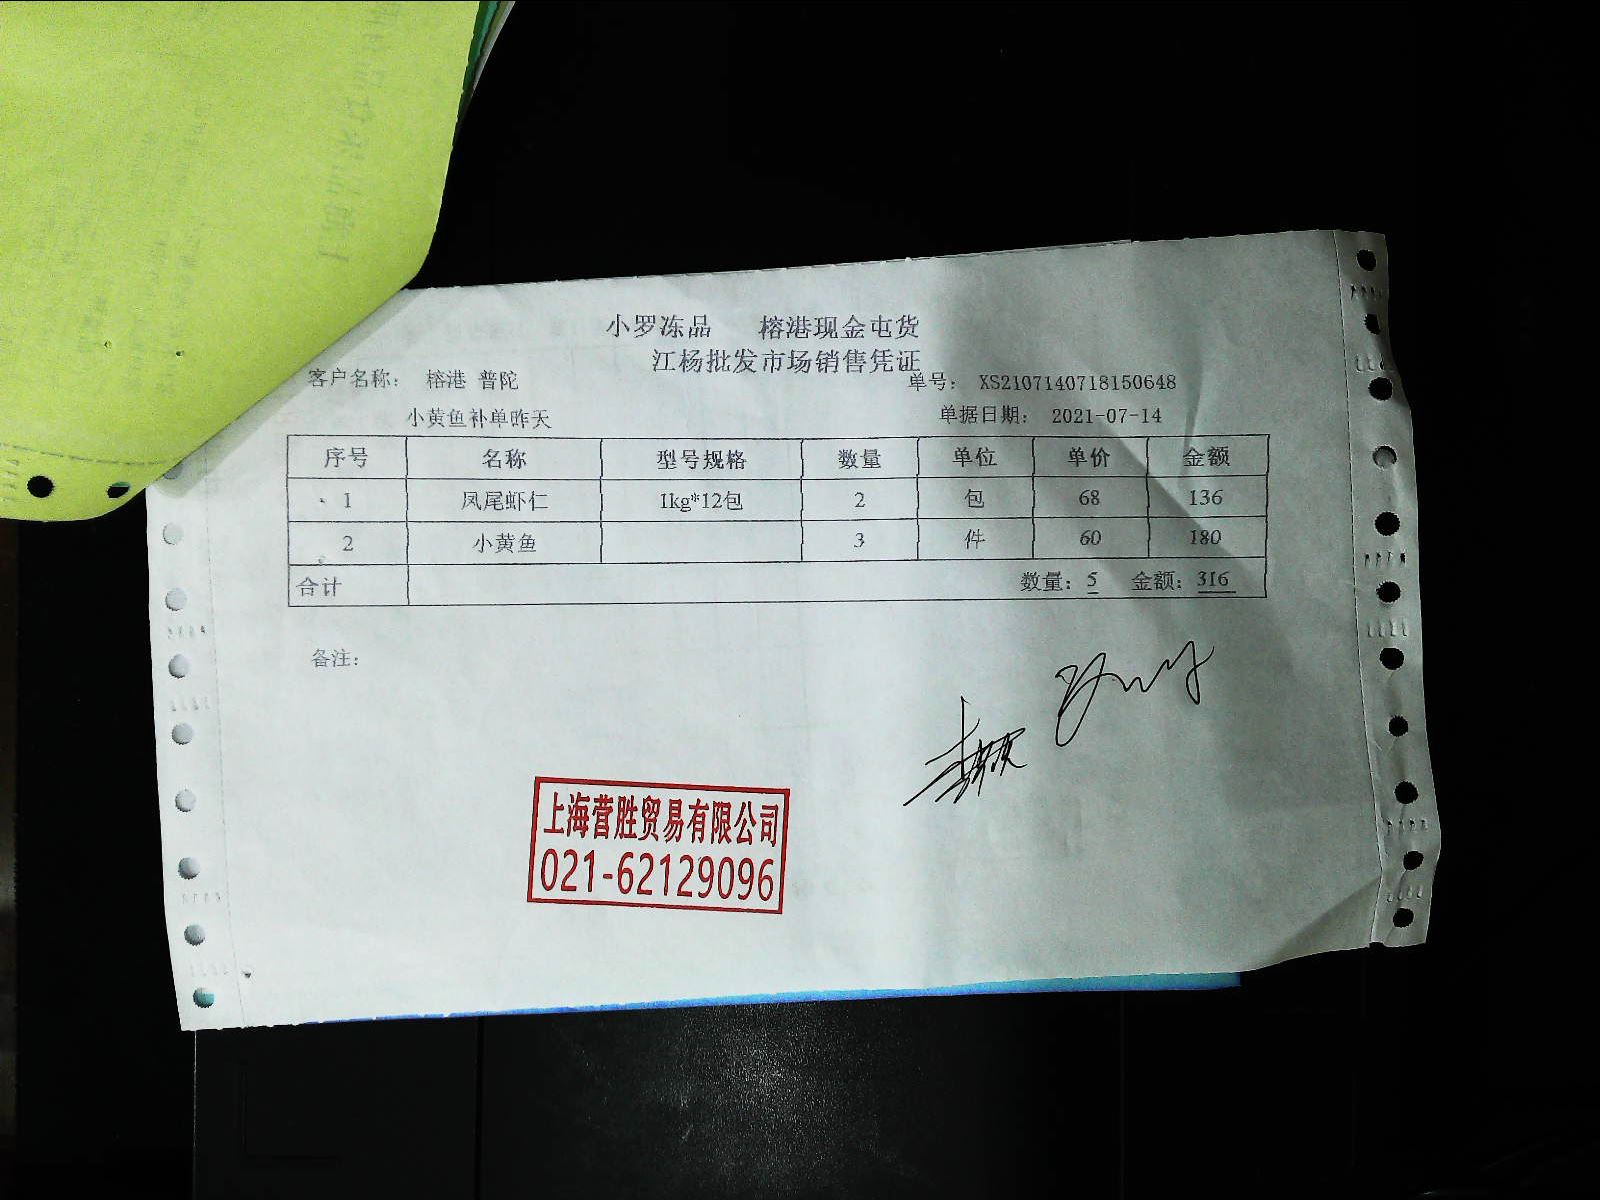 小罗冻品 榕港现金屯货
江杨批发市场销售凭证
客户名称： 榕港 普陀 单号： XS2107140718150648
小黄鱼补单昨天 单据日期： 2021-07-14
序号 名称 型号规格 数量 单位 单价 金额
1 凤尾虾仁 1kg*12包 2 包 68 136
2 小黄鱼 3 件 60 180
合计 数量：5 金额：316
备注：
上海营胜贸易有限公司
021-62129096